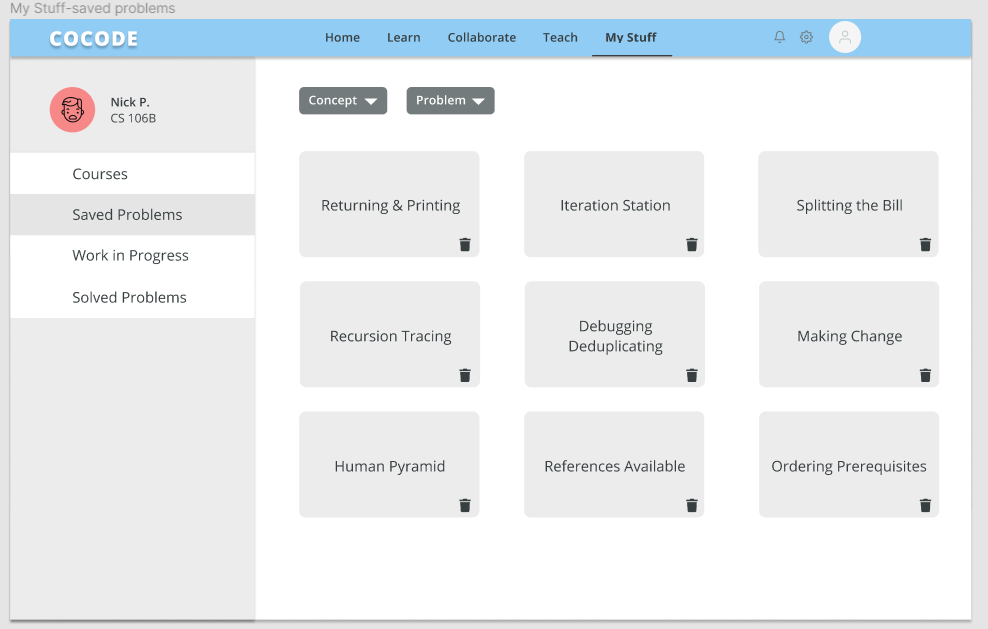 My Stuff-saved problems
COCODE
Home Learn Collaborate Teach My Stuff
Nick P.
CS 106B
Courses
Saved Problems
Work in Progress
Solved Problems
Concept Problem
Returning & Printing
Iteration Station
Splitting the Bill
Recursion Tracing
Debugging
Deduplicating
Making Change
Human Pyramid
References Available
Ordering Prerequisites